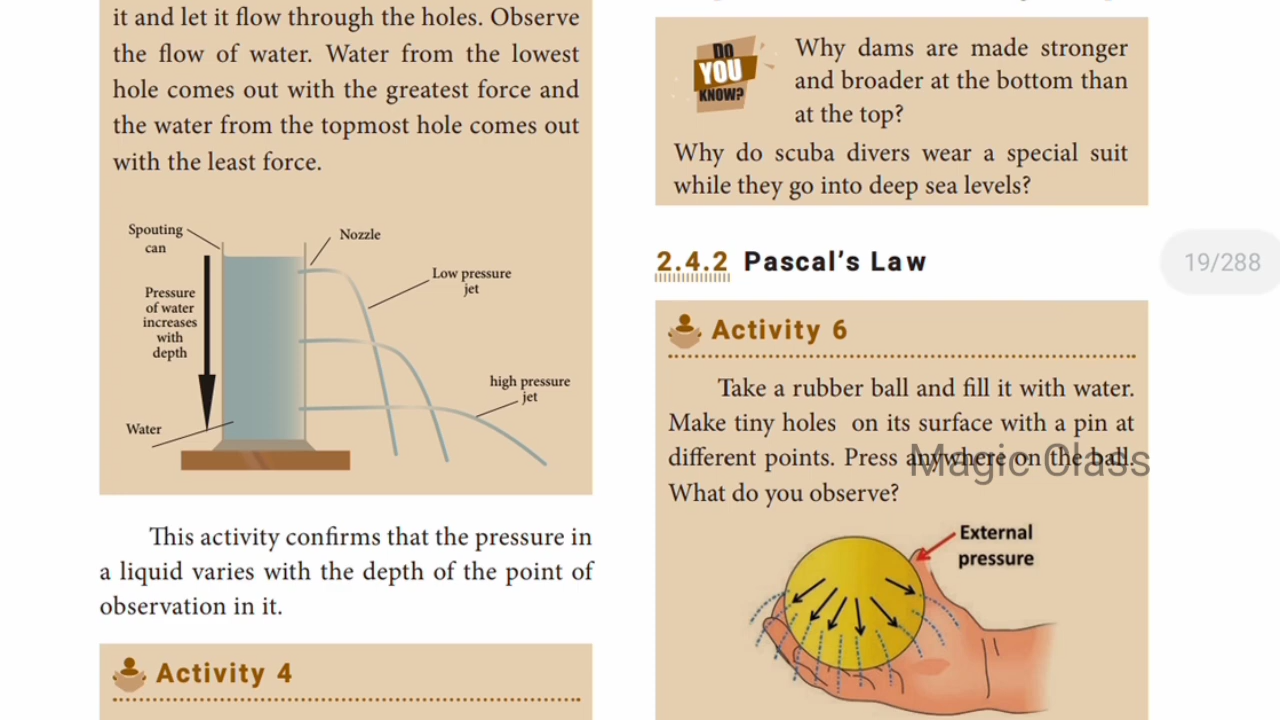 it and let it flow through the holes. Observe
the flow of water. Water from the lowest
hole comes out with the greatest force and
the water from the topmost hole comes out
with the least force.
Spouting
can
Nozzle
Low pressure
jet
Pressure
of water
increases
with
depth
high pressure
jet
Water
This activity confirms that the pressure in
a liquid varies with the depth of the point of
observation in it.
Activity 4
DO
YOU
KNOW?
Why dams are made stronger
and broader at the bottom than
at the top?
Why do scuba divers wear a special suit
while they go into deep sea levels?
2.4.2 Pascal's Law
19/288
Activity 6
Take a rubber ball and fill it with water.
Make tiny holes on its surface with a pin at
different points. Press anywhere on the ball.
What do you observe?
Magic Class
External
pressure